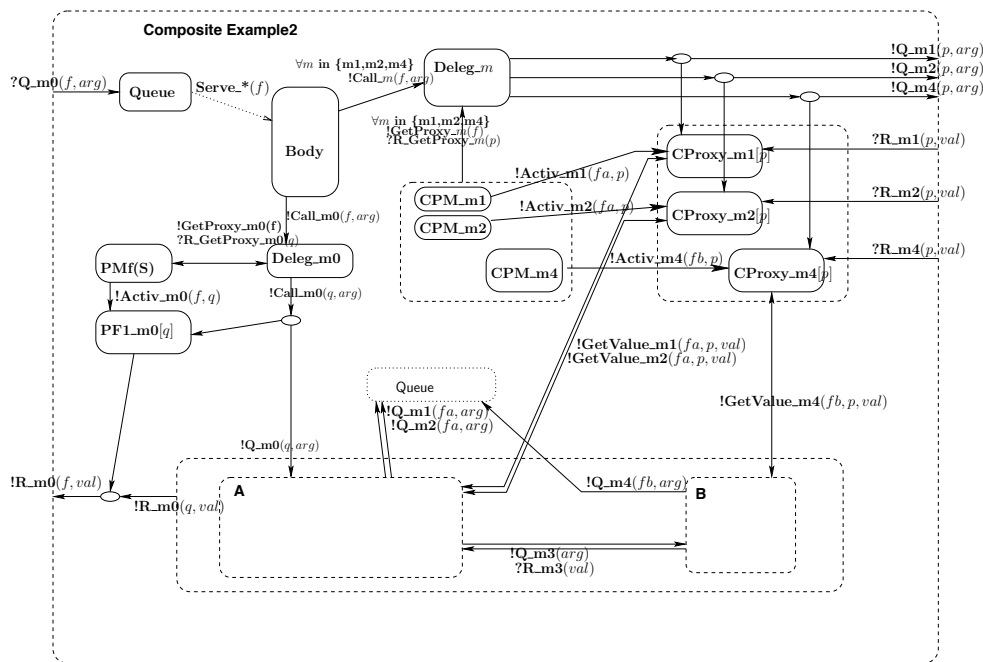 Composite Example2
!Q_m1(p, arg)
∀m in {m1,m2,m4}
Deleg_m
!Q_m2(p, arg)
?Q_m0(f, arg)
!Call_m(f, arg)
Queue
Serve_*(f)
!Q_m4(p, arg)
∀m in {m1,m2,m4}
!GetProxy_m(f)
?R_GetProxy_m(p)
?R_m1(p, val)
Body
CProxy_m1[p]
!Activ_m1(fa, p)
CPM_m1
?R_m2(p, val)
!Activ_m2(fa, p)
CProxy_m2[p]
!Call_m0(f, arg)
CPM_m2
!GetProxy_m0(f)
?R_GetProxy_m0(q)
?R_m4(p, val)
PMf(S)
Deleg_m0
CPM_m4
!Activ_m4(fb, p)
CProxy_m4[p]
!Activ_m0(f, q)
!Call_m0(q, arg)
PF1_m0[q]
!GetValue_m1(fa, p, val)
!GetValue_m2(fa, p, val)
Queue
!GetValue_m4(fb, p, val)
!Q_m1(fa, arg)
!Q_m2(fa, arg)
!Q_m0(q, arg)
!R_m0(f, val)
A
!Q_m4(fb, arg)
B
!R_m0(q, val)
!Q_m3(arg)
?R_m3(val)